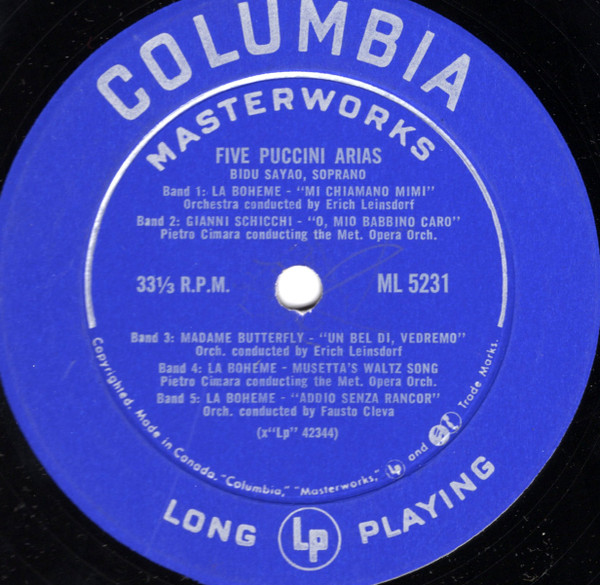 COLUMBIA
MASTERWORKS
FIVE PUCCINI ARIAS
BIDU SAYAO, SOPRANO
Band 1: LA BOHEME - "MI CHIAMANO MIMI"
Orchestra conducted by Erich Leinsdorf
Band 2: GIANNI SCHICCHI - "O, MIO BABBINO CARO"
Pietro Cimara conducting the Met. Opera Orch.
33⅓ R.P.M.
ML 5231
Band 3: MADAME BUTTERFLY - "UN BEL DI, VEDREMO"
Orch. conducted by Erich Leinsdorf
Band 4: LA BOHÉME - MUSETTA'S WALTZ SONG
Pietro Cimara conducting the Met. Opera Orch.
Band 5: LA BOHEME - "ADDIO SENZA RANCOR"
Orch. conducted by Fausto Cleva
(x"Lp" 42344)
Copyrighted. Made in Canada. "Columbia," "Masterworks," Lp and Trade Marks.
LONG Lp PLAYING